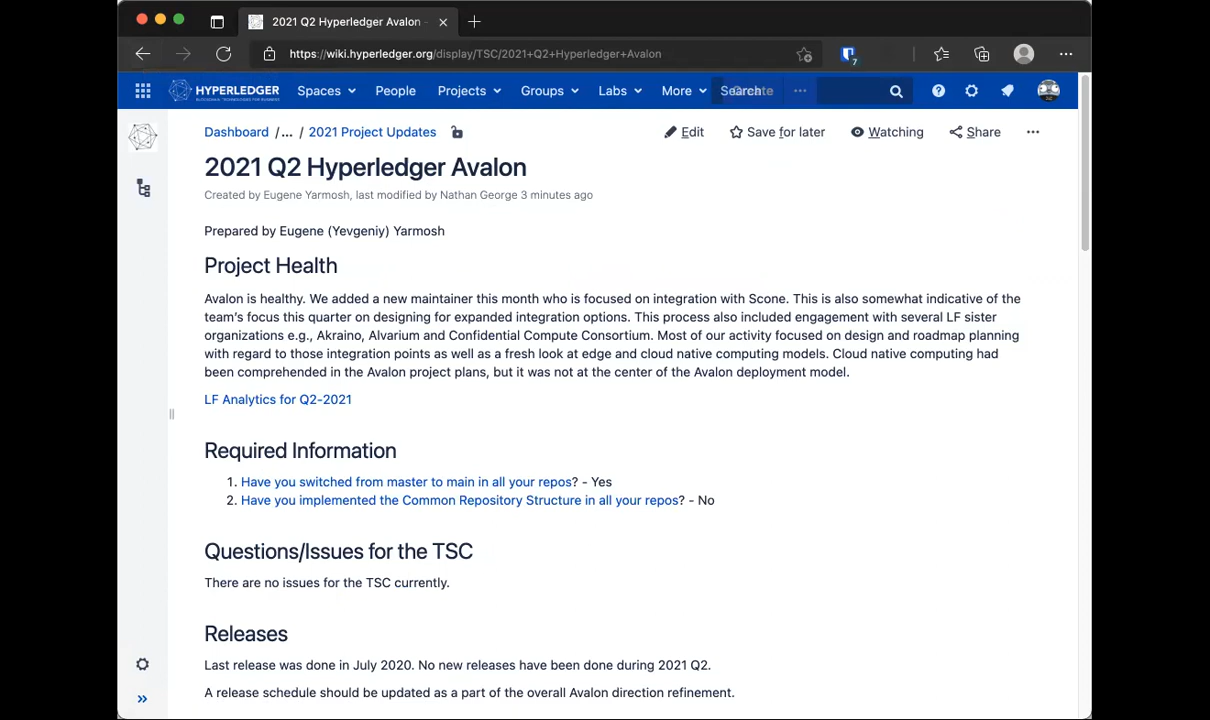 2021 Q2 Hyperledger Avalon -
https://wiki.hyperledger.org/display/TSC/2021+Q2+Hyperledger+Avalon
7
HYPERLEDGER
Spaces
People
Projects
Groups
Labs
More
Search
Create
Dashboard / ... / 2021 Project Updates
Edit
Save for later
Watching
Share
2021 Q2 Hyperledger Avalon
Created by Eugene Yarmosh, last modified by Nathan George 3 minutes ago
Prepared by Eugene (Yevgeniy) Yarmosh
Project Health
Avalon is healthy. We added a new maintainer this month who is focused on integration with Scone. This is also somewhat indicative of the
team's focus this quarter on designing for expanded integration options. This process also included engagement with several LF sister
organizations e.g., Akraino, Alvarium and Confidential Compute Consortium. Most of our activity focused on design and roadmap planning
with regard to those integration points as well as a fresh look at edge and cloud native computing models. Cloud native computing had
been comprehended in the Avalon project plans, but it was not at the center of the Avalon deployment model.
LF Analytics for Q2-2021
Required Information
1. Have you switched from master to main in all your repos? - Yes
2. Have you implemented the Common Repository Structure in all your repos? - No
Questions/Issues for the TSC
There are no issues for the TSC currently.
Releases
Last release was done in July 2020. No new releases have been done during 2021 Q2.
A release schedule should be updated as a part of the overall Avalon direction refinement.